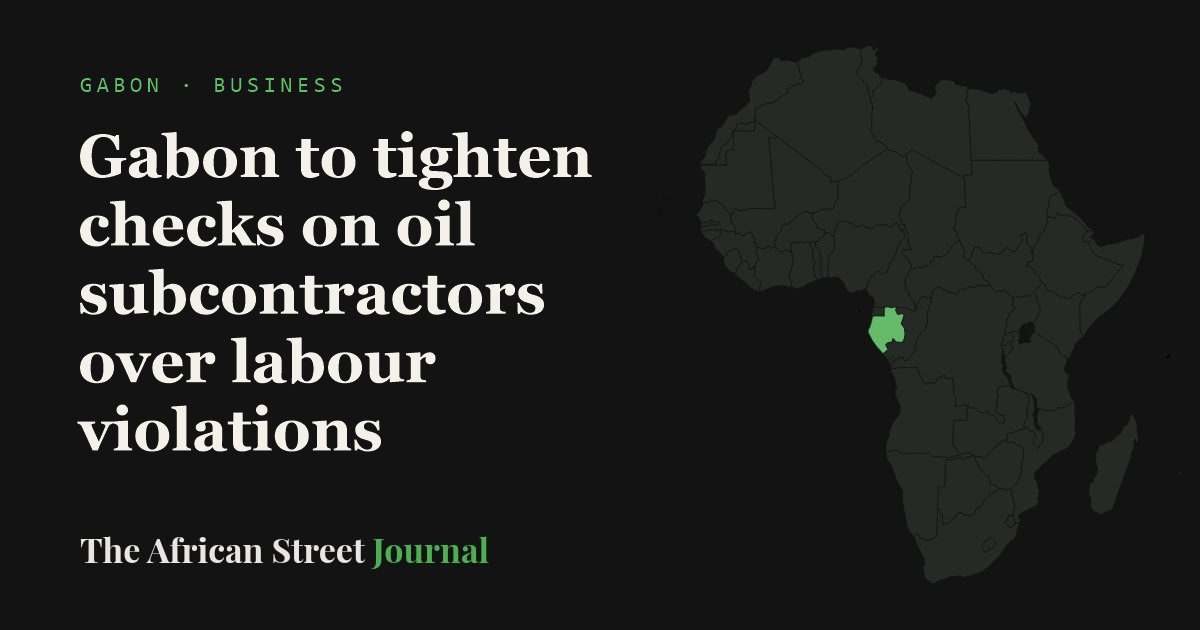 GABON · BUSINESS
Gabon to tighten
checks on oil
subcontractors
over labour
violations
The African Street Journal